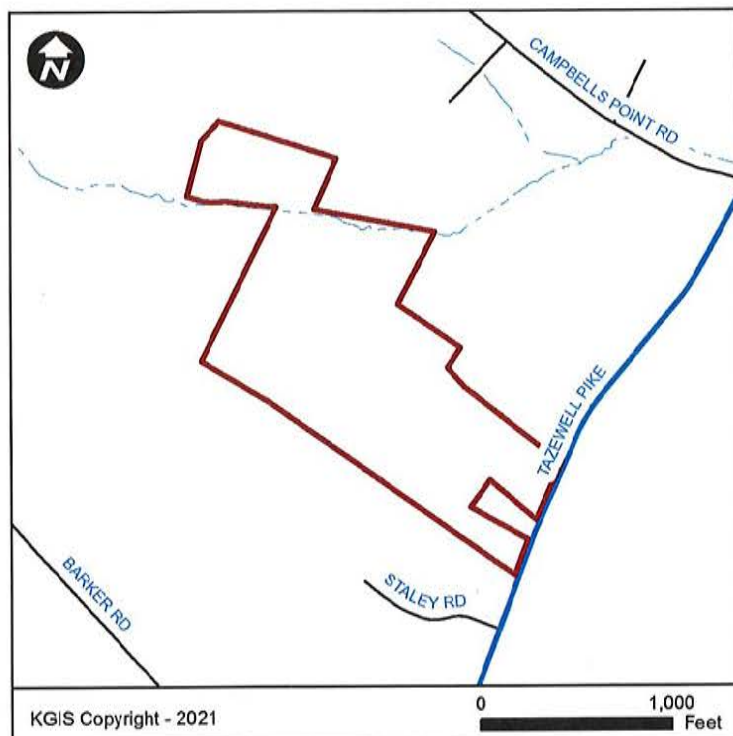 N
CAMPBELLS POINT RD
TAZEWELL PIKE
STALEY RD
BARKER RD
KGIS Copyright - 2021
0 1,000
Feet